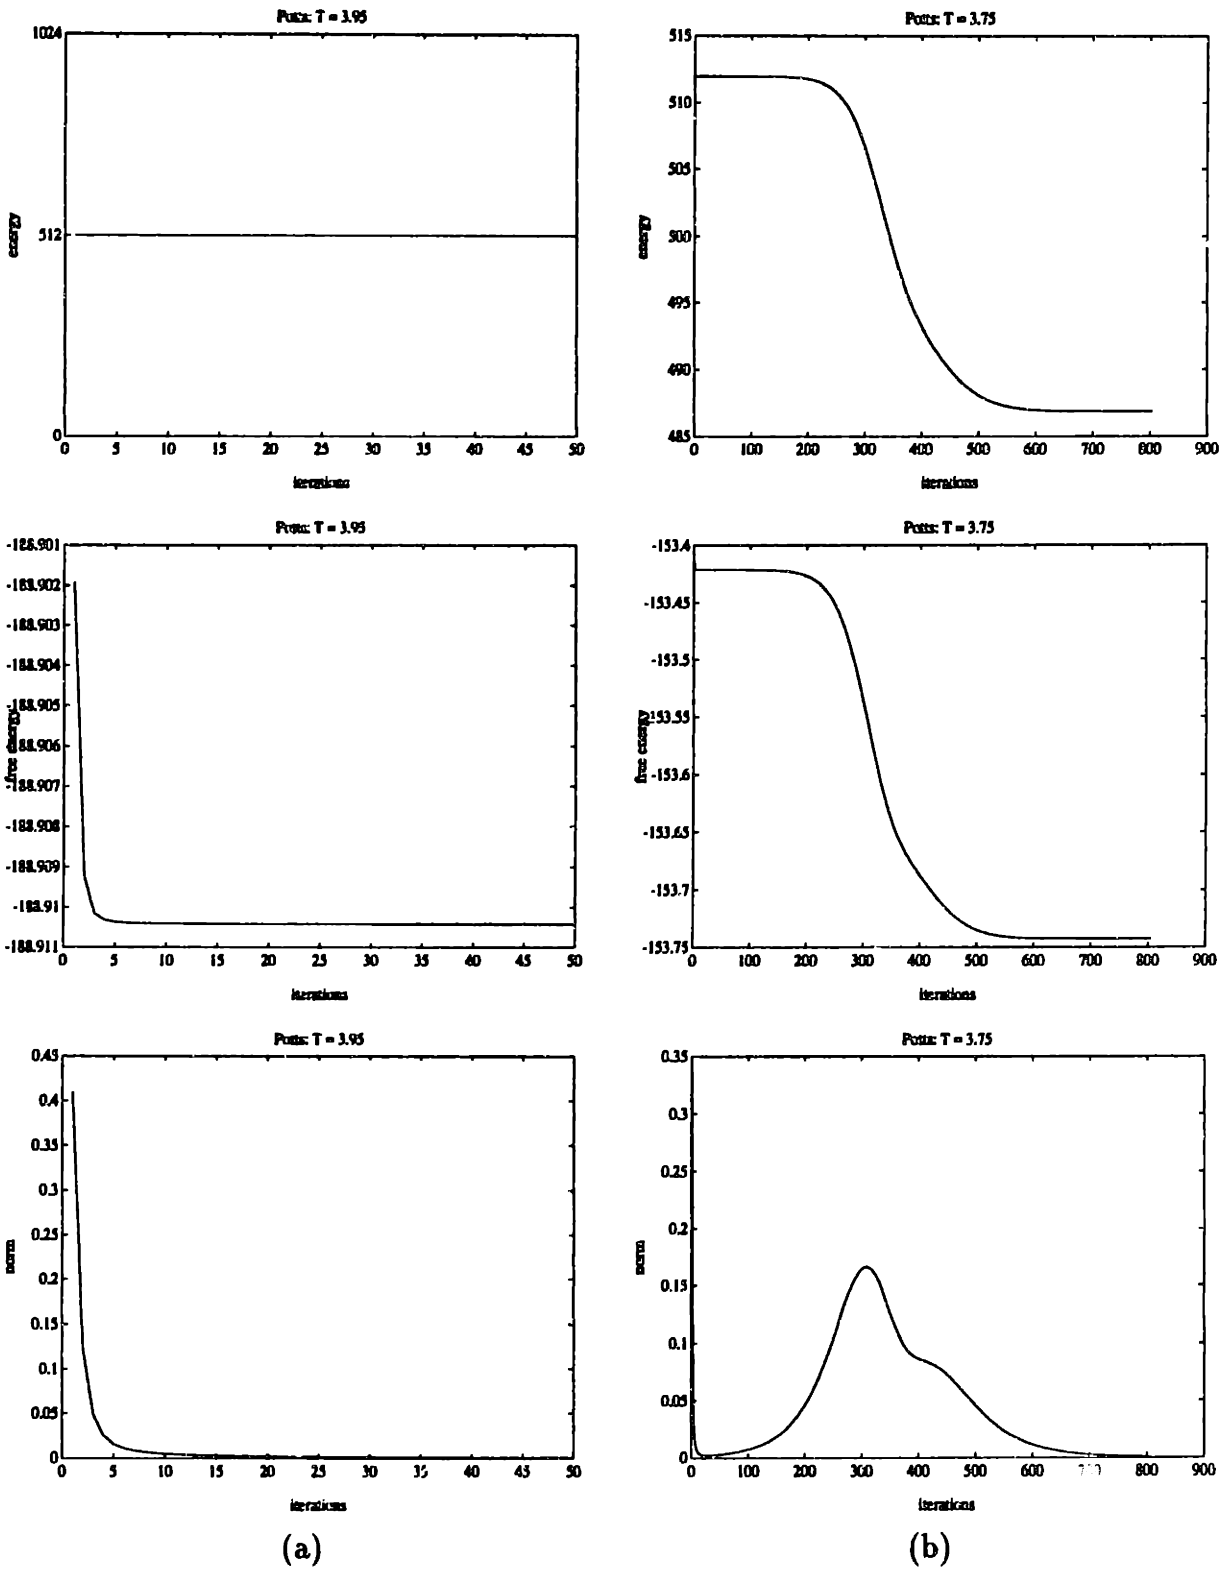 Potts: T = 3.95
1024
512
0
energy
0 5 10 15 20 25 30 35 40 45 50
iterations
Potts: T = 3.75
515
510
505
500
495
490
485
energy
0 100 200 300 400 500 600 700 800 900
iterations
Potts: T = 3.95
-188.901
-188.902
-188.903
-188.904
-188.905
-188.906
-188.907
-188.908
-188.909
-188.91
-188.911
free energy
0 5 10 15 20 25 30 35 40 45 50
iterations
Potts: T = 3.75
-153.4
-153.45
-153.5
-153.55
-153.6
-153.65
-153.7
-153.75
free energy
0 100 200 300 400 500 600 700 800 900
iterations
Potts: T = 3.95
0.45
0.4
0.35
0.3
0.25
0.2
0.15
0.1
0.05
0
norm
0 5 10 15 20 25 30 35 40 45 50
iterations
Potts: T = 3.75
0.35
0.3
0.25
0.2
0.15
0.1
0.05
0
norm
0 100 200 300 400 500 600 700 800 900
iterations
(a)
(b)